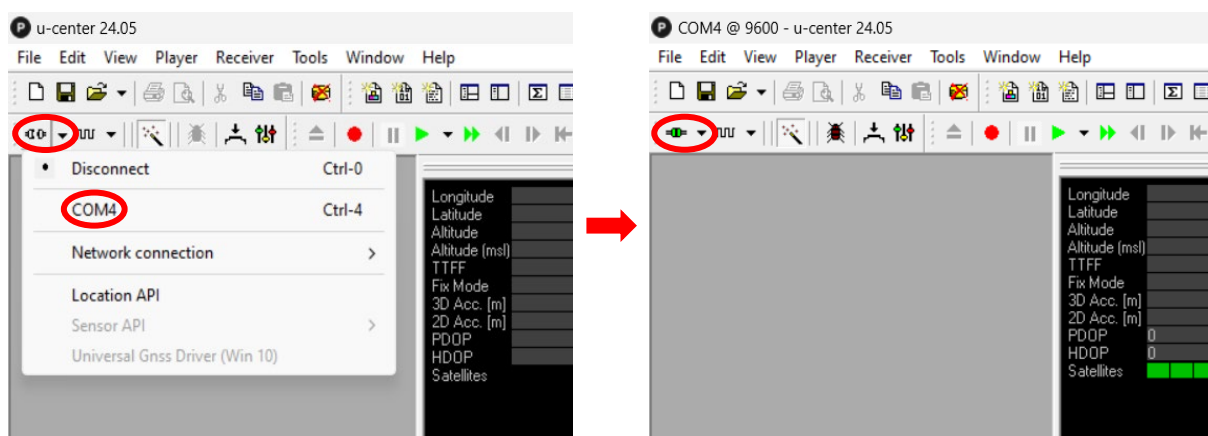 u-center 24.05
File Edit View Player Receiver Tools Window Help
Disconnect Ctrl-0
COM4 Ctrl-4
Network connection
Location API
Sensor API
Universal Gnss Driver (Win 10)
Longitude
Latitude
Altitude
Altitude (msl)
TTFF
Fix Mode
3D Acc. [m]
2D Acc. [m]
PDOP
HDOP
Satellites
COM4 @ 9600 - u-center 24.05
File Edit View Player Receiver Tools Window Help
Longitude
Latitude
Altitude
Altitude (msl)
TTFF
Fix Mode
3D Acc. [m]
2D Acc. [m]
PDOP 0
HDOP 0
Satellites